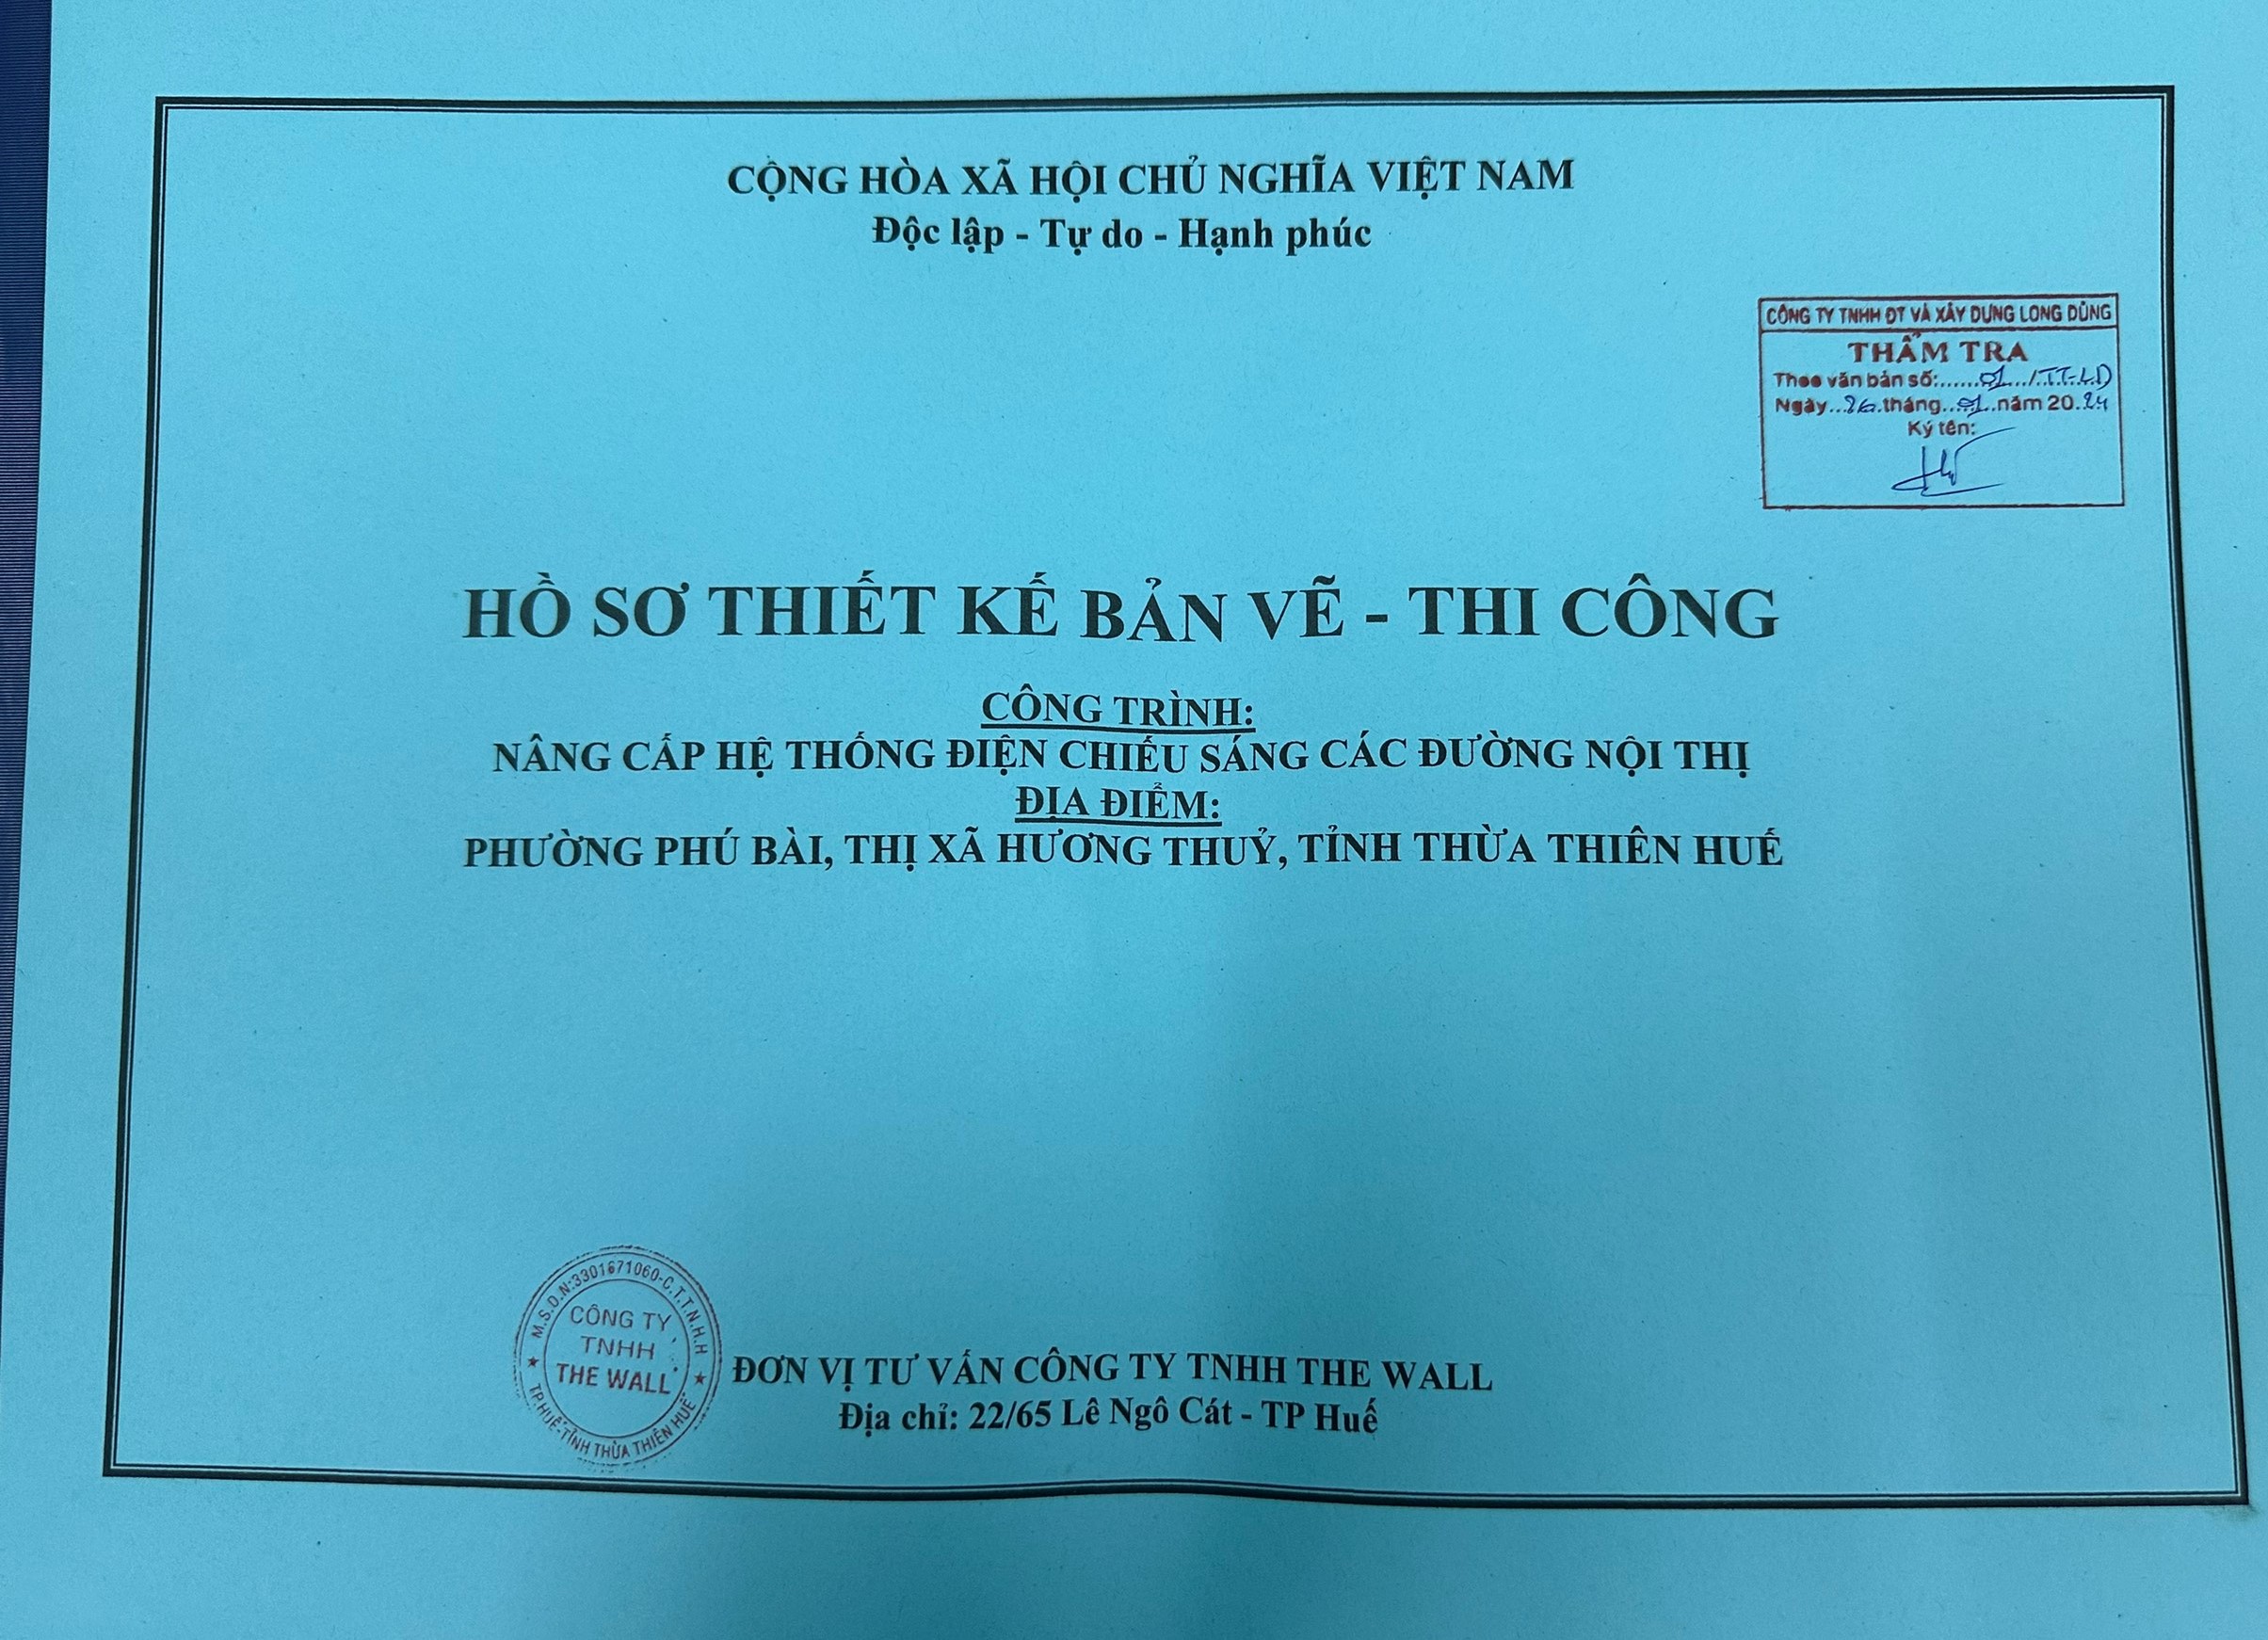 CỘNG HÒA XÃ HỘI CHỦ NGHĨA VIỆT NAM
Độc lập - Tự do - Hạnh phúc
CÔNG TY TNHH ĐT VÀ XÂY DỰNG LONG DŨNG
THẨM TRA
Theo văn bản số:......01.../TT-LD
Ngày...26.tháng...01..năm 20.24
Ký tên:
HỒ SƠ THIẾT KẾ BẢN VẼ - THI CÔNG
CÔNG TRÌNH:
NÂNG CẤP HỆ THỐNG ĐIỆN CHIẾU SÁNG CÁC ĐƯỜNG NỘI THỊ
ĐỊA ĐIỂM:
PHƯỜNG PHÚ BÀI, THỊ XÃ HƯƠNG THUỶ, TỈNH THỪA THIÊN HUẾ
M.S.D.N:3301671060-C.T.T.N.H.H
CÔNG TY
TNHH
THE WALL
TP.HUẾ-TỈNH THỪA THIÊN HUẾ
ĐƠN VỊ TƯ VẤN CÔNG TY TNHH THE WALL
Địa chỉ: 22/65 Lê Ngô Cát - TP Huế